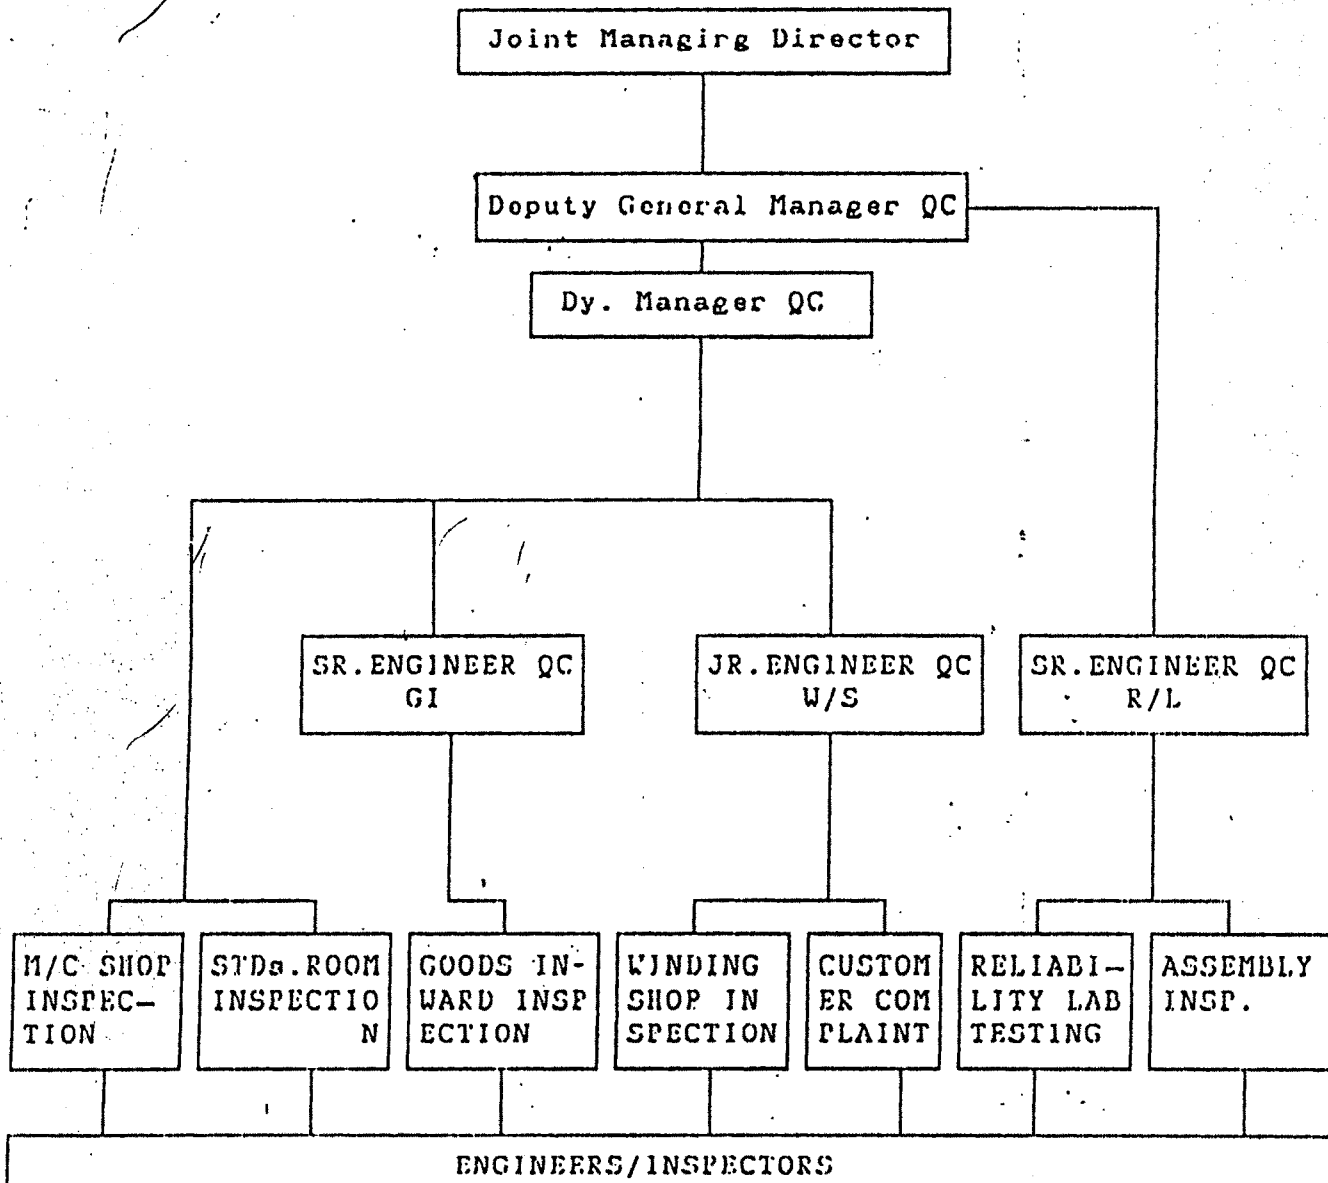 Joint Managing Director
Deputy General Manager QC
Dy. Manager QC
SR.ENGINEER QC
GI
JR.ENGINEER QC
W/S
SR.ENGINEER QC
R/L
M/C SHOP
INSPEC-
TION
STDs.ROOM
INSPECTIO
N
GOODS IN-
WARD INSP
ECTION
WINDING
SHOP IN
SPECTION
CUSTOM
ER COM
PLAINT
RELIABI-
LITY LAB
TESTING
ASSEMBLY
INSP.
ENGINEERS/INSPECTORS